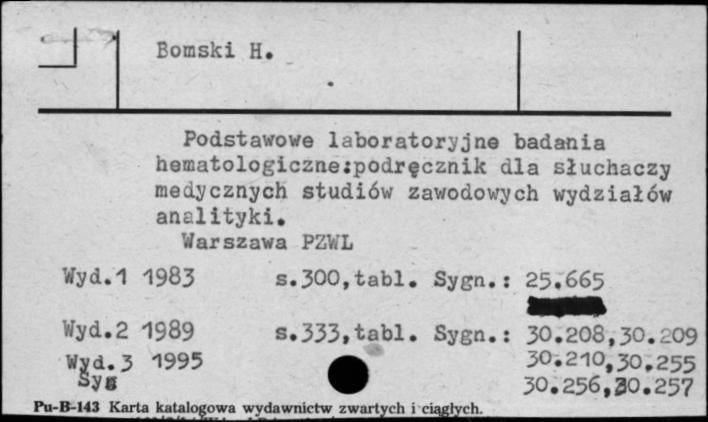 Bomski H.
Podstawowe laboratoryjne badania
hematologiczne:podręcznik dla słuchaczy
medycznych studiów zawodowych wydziałów
analityki.
Warszawa PZWL
Wyd.1 1983 s.300,tabl. Sygn.: 25.665
Wyd.2 1989 s.333,tabl. Sygn.: 30.208,30.209
Wyd.3 1995 30.210,30.255
Syg 30.256,30.257
Pu-B-143 Karta katalogowa wydawnictw zwartych i ciągłych.